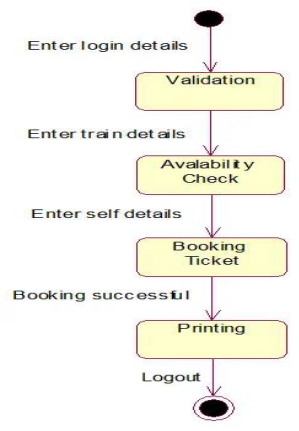 Enter login details
Validation
Enter train details
Avalability
Check
Enter self details
Booking
Ticket
Booking successful
Printing
Logout